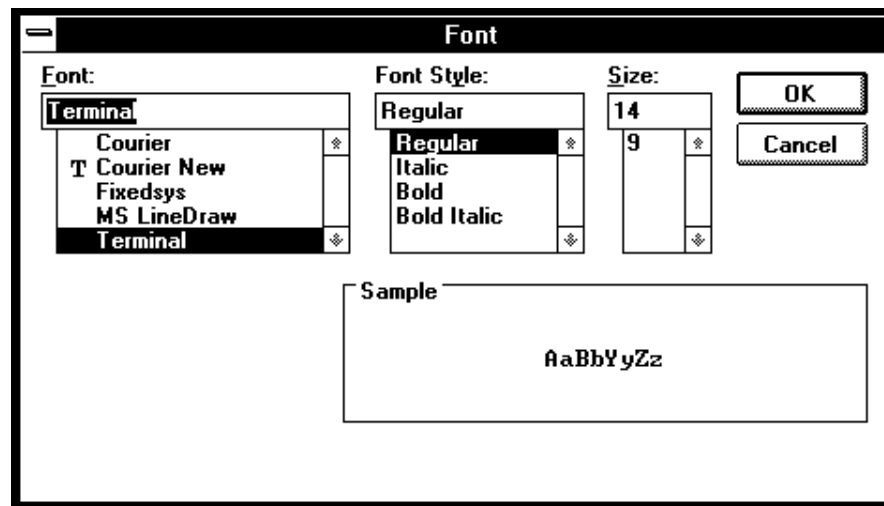 Font
Font:
Terminal
Courier
T Courier New
Fixedsys
MS LineDraw
Terminal
Font Style:
Regular
Regular
Italic
Bold
Bold Italic
Size:
14
9
OK
Cancel
Sample
AaBbYyZz